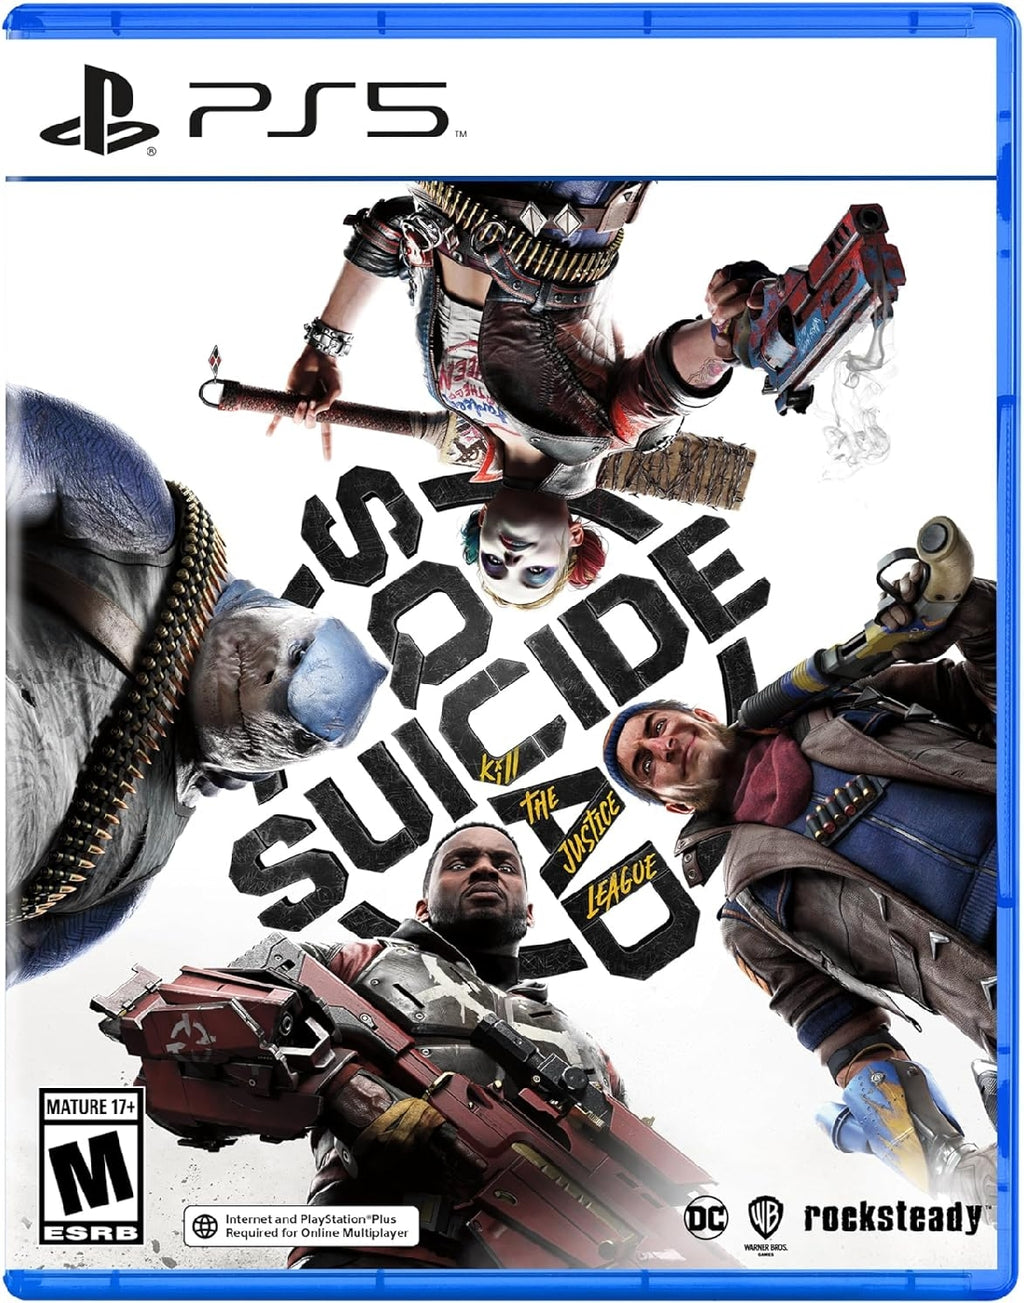 PS5™
®
SUICIDE
SQUAD
kill
THE
JUSTICE
LEAGUE
MATURE 17+
M
ESRB
Internet and PlayStation®Plus
Required for Online Multiplayer
DC
WB
WARNER BROS.
GAMES
rocksteady